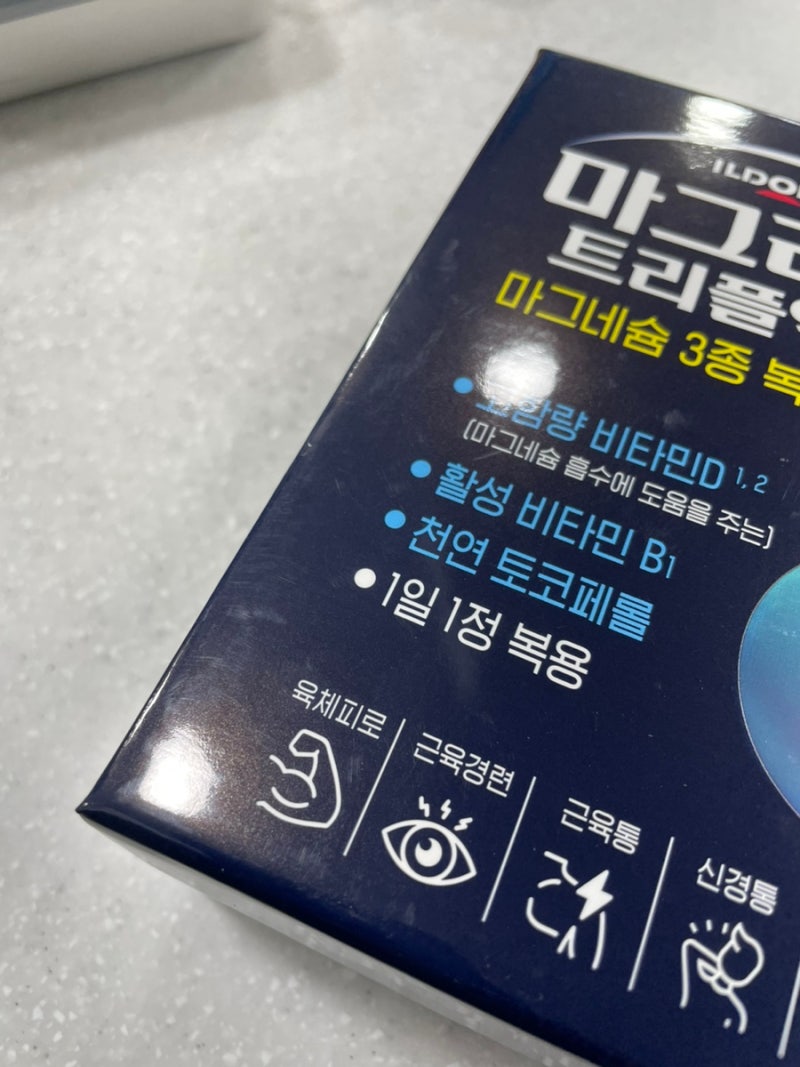 ILDO
마그
트리플
마그네슘 3종 복
고함량 비타민D 1, 2
(마그네슘 흡수에 도움을 주는)
활성 비타민 B1
천연 토코페롤
1일 1정 복용
육체피로
근육경련
근육통
신경통